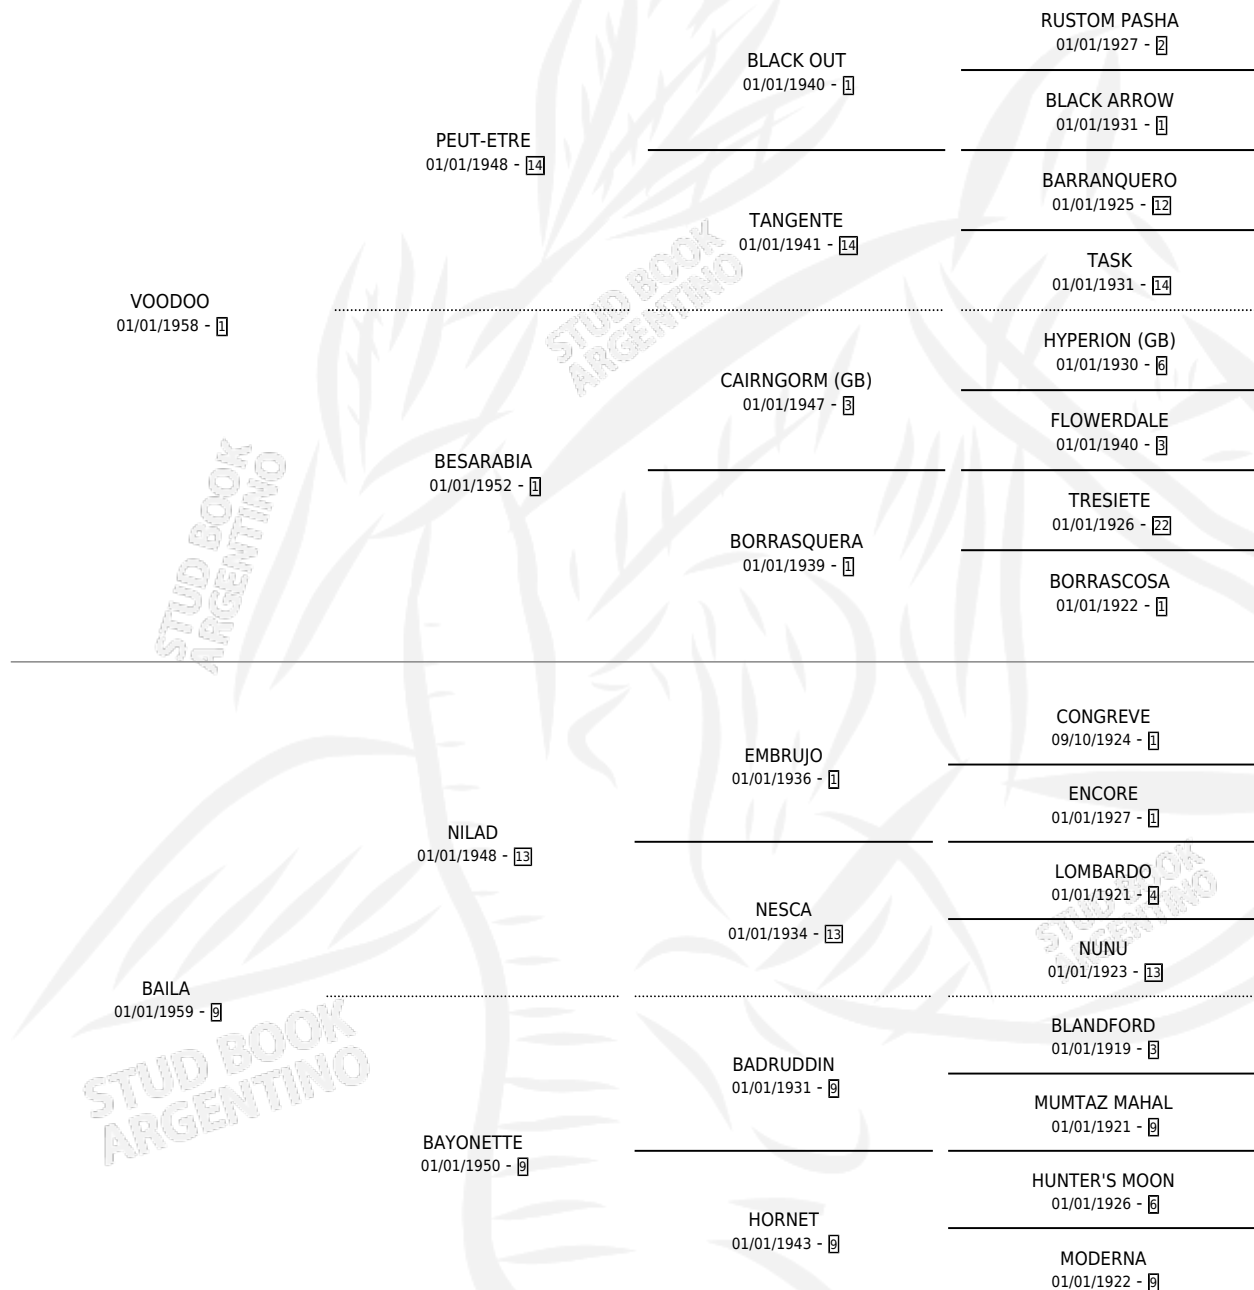 RUSTOM PASHA
01/01/1927 - 2
BLACK OUT
01/01/1940 - 1
BLACK ARROW
01/01/1931 - 1
PEUT-ETRE
01/01/1948 - 14
BARRANQUERO
01/01/1925 - 12
TANGENTE
01/01/1941 - 14
TASK
01/01/1931 - 14
VOODOO
01/01/1958 - 1
HYPERION (GB)
01/01/1930 - 6
CAIRNGORM (GB)
01/01/1947 - 3
FLOWERDALE
01/01/1940 - 3
BESARABIA
01/01/1952 - 1
TRESIETE
01/01/1926 - 22
BORRASQUERA
01/01/1939 - 1
BORRASCOSA
01/01/1922 - 1
STUD BOOK
ARGENTINO
STUD BOOK
ARGENTINO
CONGREVE
09/10/1924 - 1
EMBRUJO
01/01/1936 - 1
ENCORE
01/01/1927 - 1
NILAD
01/01/1948 - 13
LOMBARDO
01/01/1921 - 4
NESCA
01/01/1934 - 13
NUNU
01/01/1923 - 13
BAILA
01/01/1959 - 9
BLANDFORD
01/01/1919 - 3
BADRUDDIN
01/01/1931 - 9
MUMTAZ MAHAL
01/01/1921 - 9
BAYONETTE
01/01/1950 - 9
HUNTER'S MOON
01/01/1926 - 6
HORNET
01/01/1943 - 9
MODERNA
01/01/1922 - 9
STUD BOOK
ARGENTINO
STUD BOOK
ARGENTINO